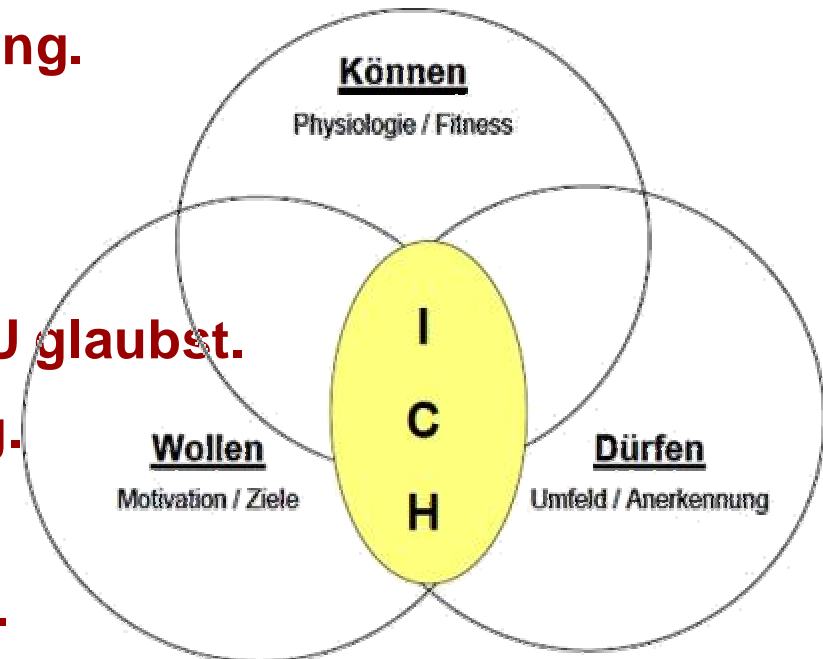 ng.
Können
Physiologie / Fitness
U glaubst.
g.
Wollen
Motivation / Ziele
I
C
H
Dürfen
Umfeld / Anerkennung
.